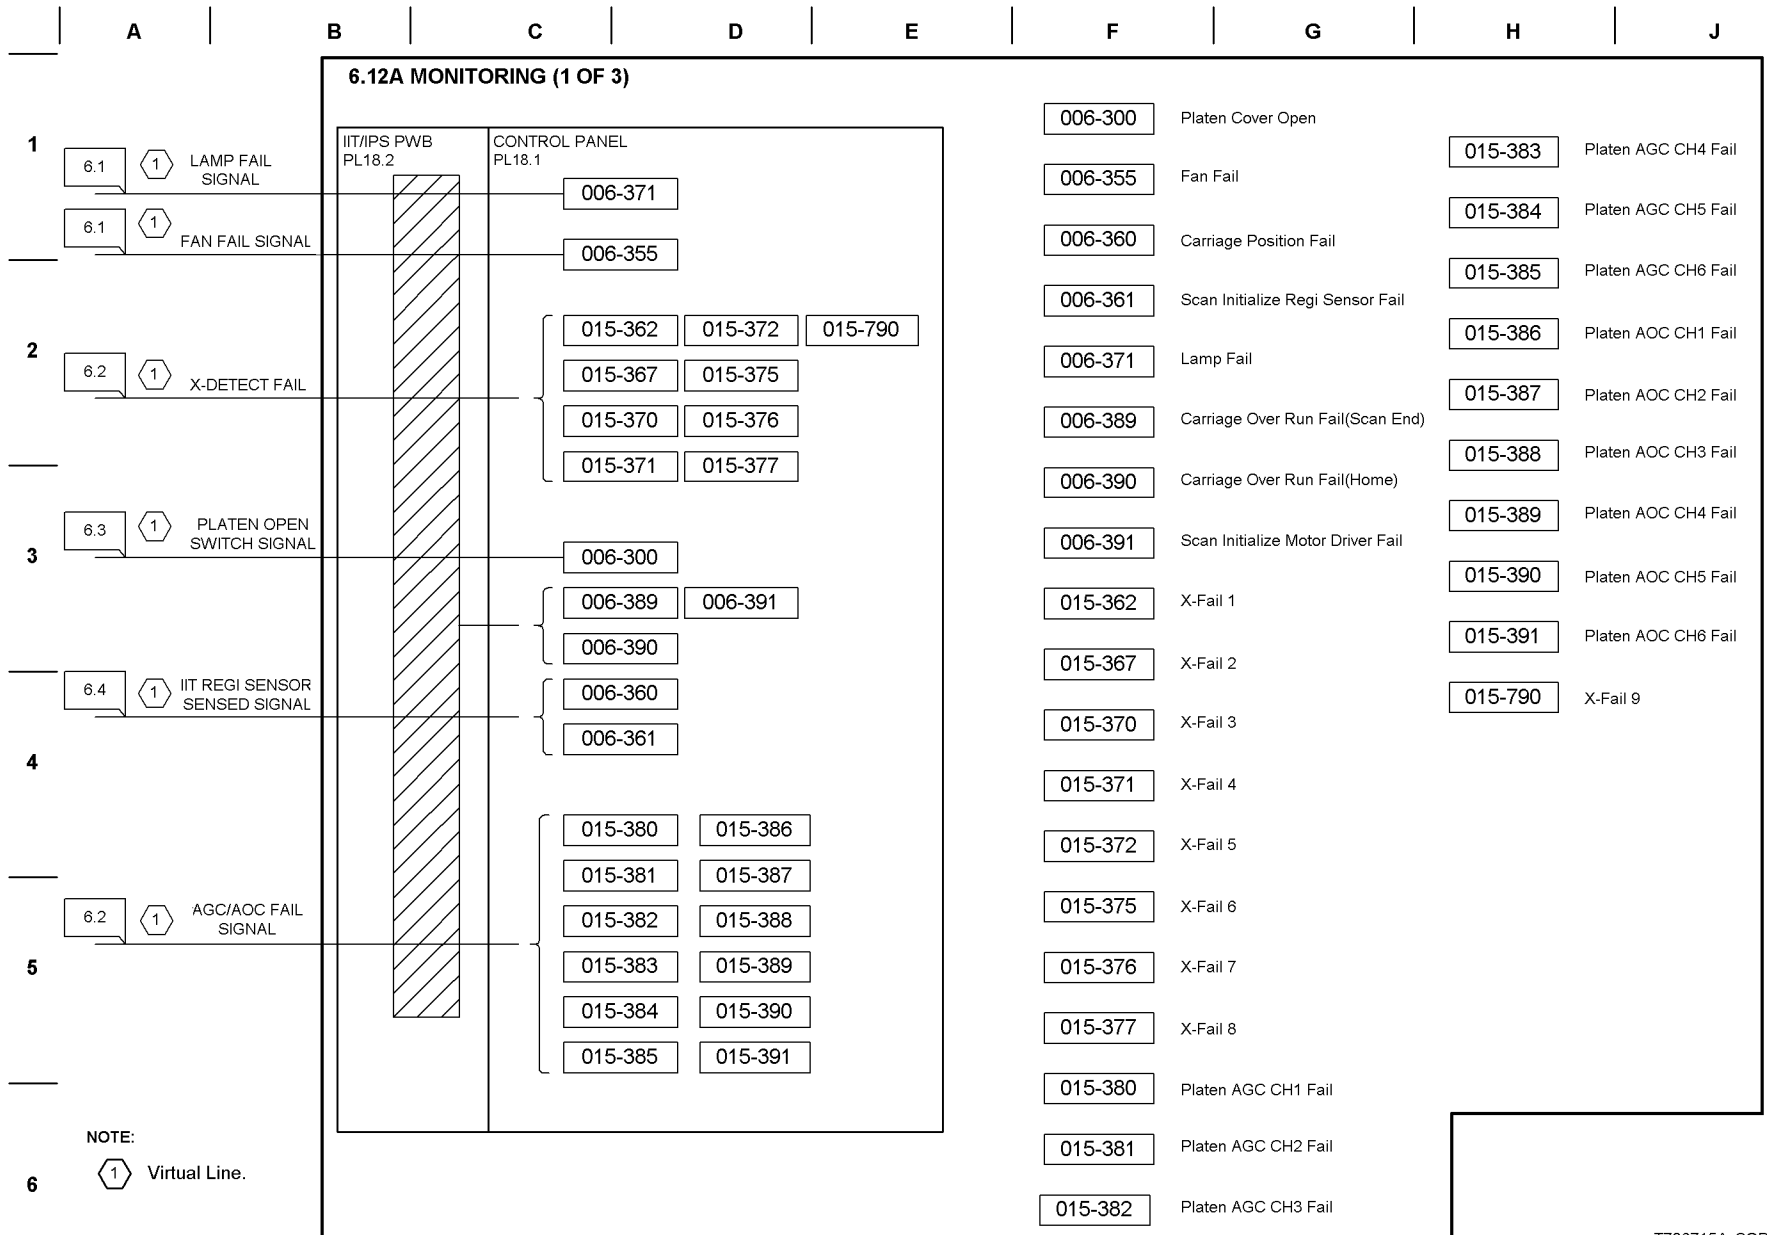 A B C D E F G H J
6.12A MONITORING (1 OF 3)
1
2
3
4
5
6
6.1 1 LAMP FAIL
SIGNAL
6.1 1 FAN FAIL SIGNAL
6.2 1 X-DETECT FAIL
6.3 1 PLATEN OPEN
SWITCH SIGNAL
6.4 1 IIT REGI SENSOR
SENSED SIGNAL
6.2 1 AGC/AOC FAIL
SIGNAL
NOTE:
1 Virtual Line.
IIT/IPS PWB
PL18.2
CONTROL PANEL
PL18.1
006-371
006-355
015-362 015-372 015-790
015-367 015-375
015-370 015-376
015-371 015-377
006-300
006-389 006-391
006-390
006-360
006-361
015-380 015-386
015-381 015-387
015-382 015-388
015-383 015-389
015-384 015-390
015-385 015-391
006-300 Platen Cover Open
006-355 Fan Fail
006-360 Carriage Position Fail
006-361 Scan Initialize Regi Sensor Fail
006-371 Lamp Fail
006-389 Carriage Over Run Fail(Scan End)
006-390 Carriage Over Run Fail(Home)
006-391 Scan Initialize Motor Driver Fail
015-362 X-Fail 1
015-367 X-Fail 2
015-370 X-Fail 3
015-371 X-Fail 4
015-372 X-Fail 5
015-375 X-Fail 6
015-376 X-Fail 7
015-377 X-Fail 8
015-380 Platen AGC CH1 Fail
015-381 Platen AGC CH2 Fail
015-382 Platen AGC CH3 Fail
015-383 Platen AGC CH4 Fail
015-384 Platen AGC CH5 Fail
015-385 Platen AGC CH6 Fail
015-386 Platen AOC CH1 Fail
015-387 Platen AOC CH2 Fail
015-388 Platen AOC CH3 Fail
015-389 Platen AOC CH4 Fail
015-390 Platen AOC CH5 Fail
015-391 Platen AOC CH6 Fail
015-790 X-Fail 9